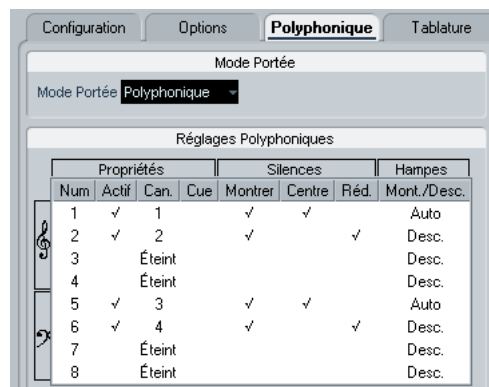 Configuration Options Polyphonique Tablature
Mode Portée
Mode Portée Polyphonique
Réglages Polyphoniques
Propriétés Silences Hampes
Num Actif Can. Cue Montrer Centre Réd. Mont./Desc.
1 √ 1 √ √ Auto
2 √ 2 √ √ Desc.
3 Éteint Desc.
4 Éteint Desc.
5 √ 3 √ √ Auto
6 √ 4 √ √ Desc.
7 Éteint Desc.
8 Éteint Desc.